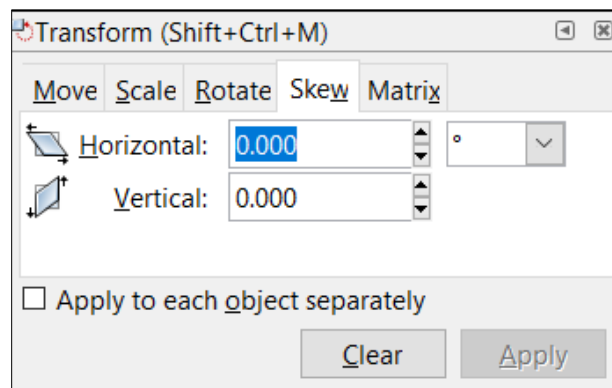 Transform (Shift+Ctrl+M)
Move Scale Rotate Skew Matrix
Horizontal: 0.000 °
Vertical: 0.000
Apply to each object separately
Clear Apply